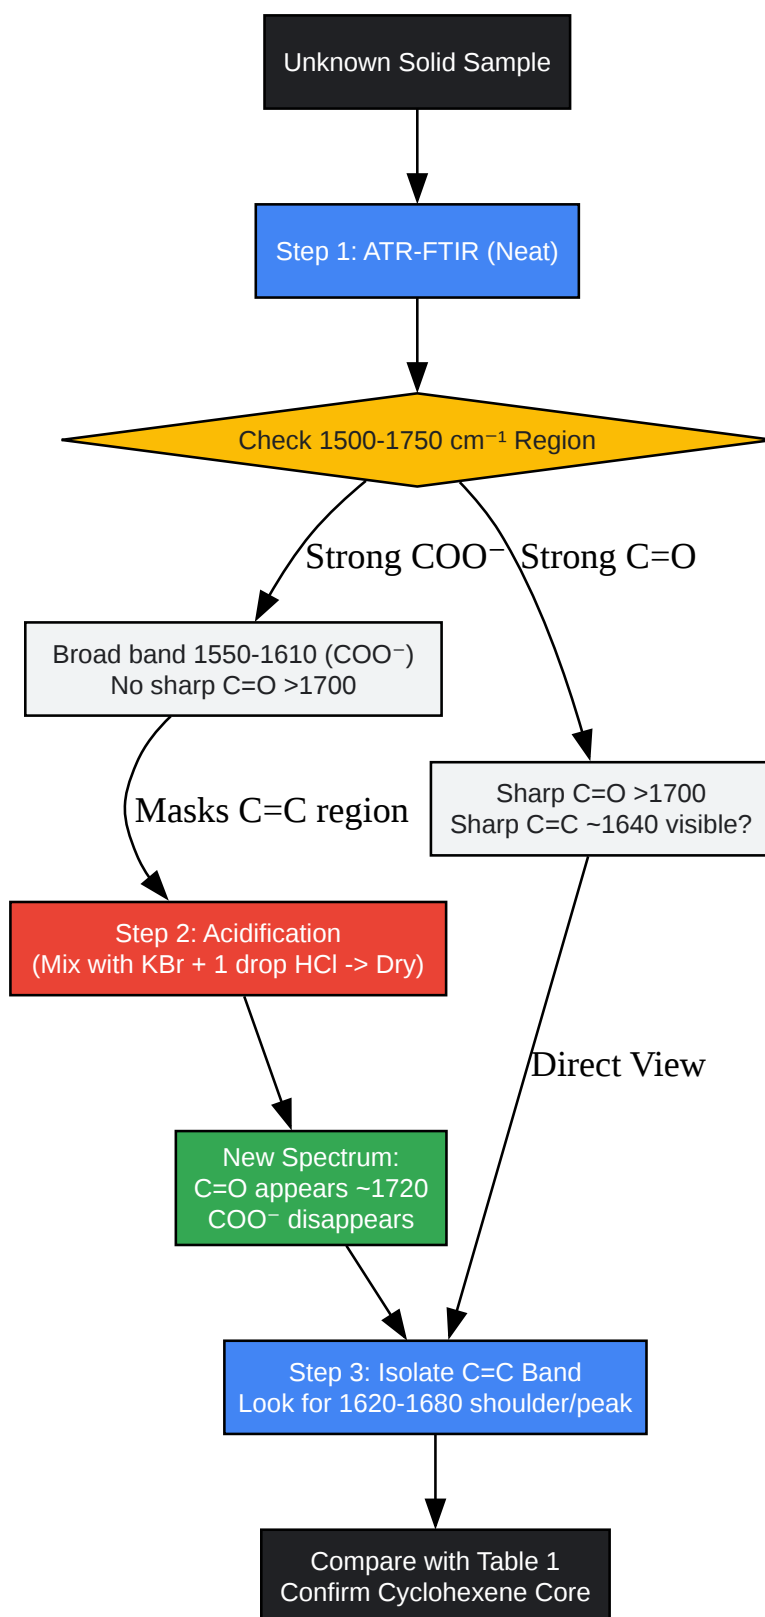 Unknown Solid Sample
Step 1: ATR-FTIR (Neat)
Check 1500-1750 cm⁻¹ Region
Strong COO⁻
Strong C=O
Broad band 1550-1610 (COO⁻)
No sharp C=O >1700
Masks C=C region
Sharp C=O >1700
Sharp C=C ~1640 visible?
Step 2: Acidification
(Mix with KBr + 1 drop HCl -> Dry)
Direct View
New Spectrum:
C=O appears ~1720
COO⁻ disappears
Step 3: Isolate C=C Band
Look for 1620-1680 shoulder/peak
Compare with Table 1
Confirm Cyclohexene Core